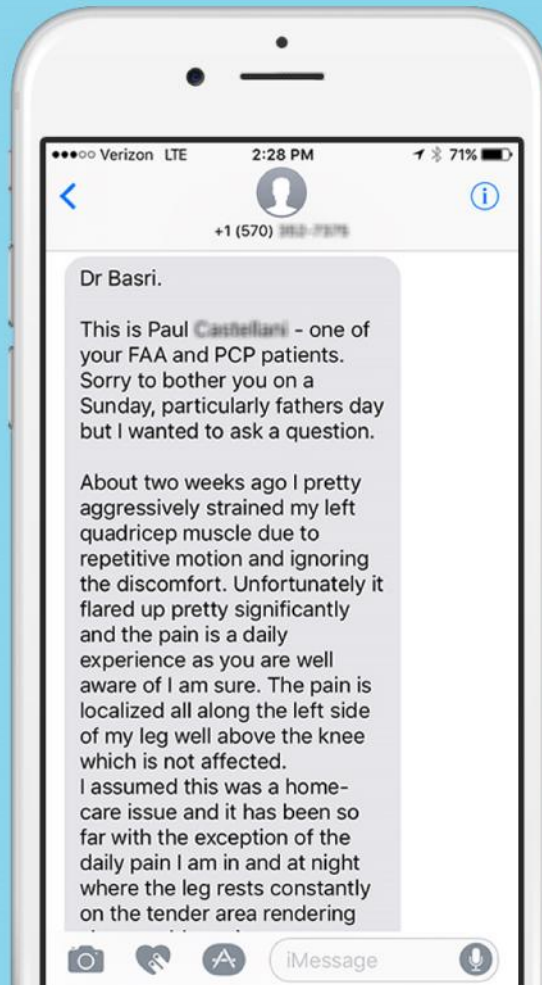 Verizon LTE
2:28 PM
71%
+1 (570)
Dr Basri.
This is Paul - one of
your FAA and PCP patients.
Sorry to bother you on a
Sunday, particularly fathers day
but I wanted to ask a question.
About two weeks ago I pretty
aggressively strained my left
quadricep muscle due to
repetitive motion and ignoring
the discomfort. Unfortunately it
flared up pretty significantly
and the pain is a daily
experience as you are well
aware of I am sure. The pain is
localized all along the left side
of my leg well above the knee
which is not affected.
I assumed this was a home-
care issue and it has been so
far with the exception of the
daily pain I am in and at night
where the leg rests constantly
on the tender area rendering
iMessage